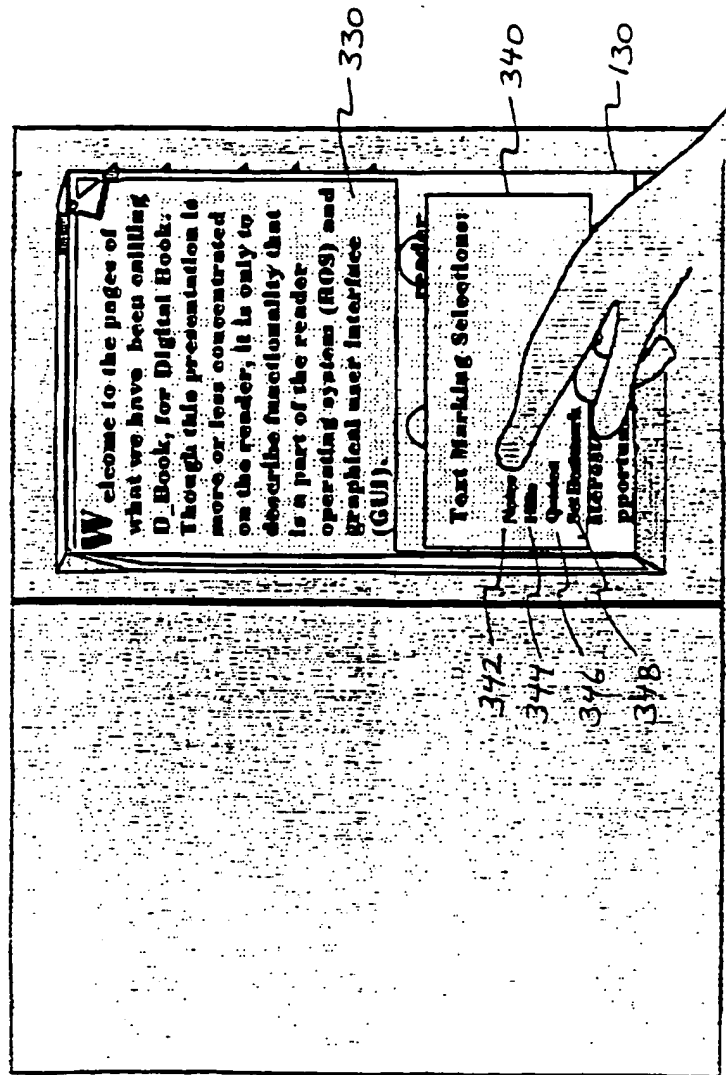 Welcome to the pages of
what we have been calling
D_Book, for Digital Book.
Though this presentation is
more or less concentrated
on the reader, it is only to
describe functionality that
is a part of the reader
operating system (ROS) and
graphical user interface
(GUI).
330
reader
Text Marking Selections:
340
342
344
346
Quoted
348
Set Bookmark
pportun
130